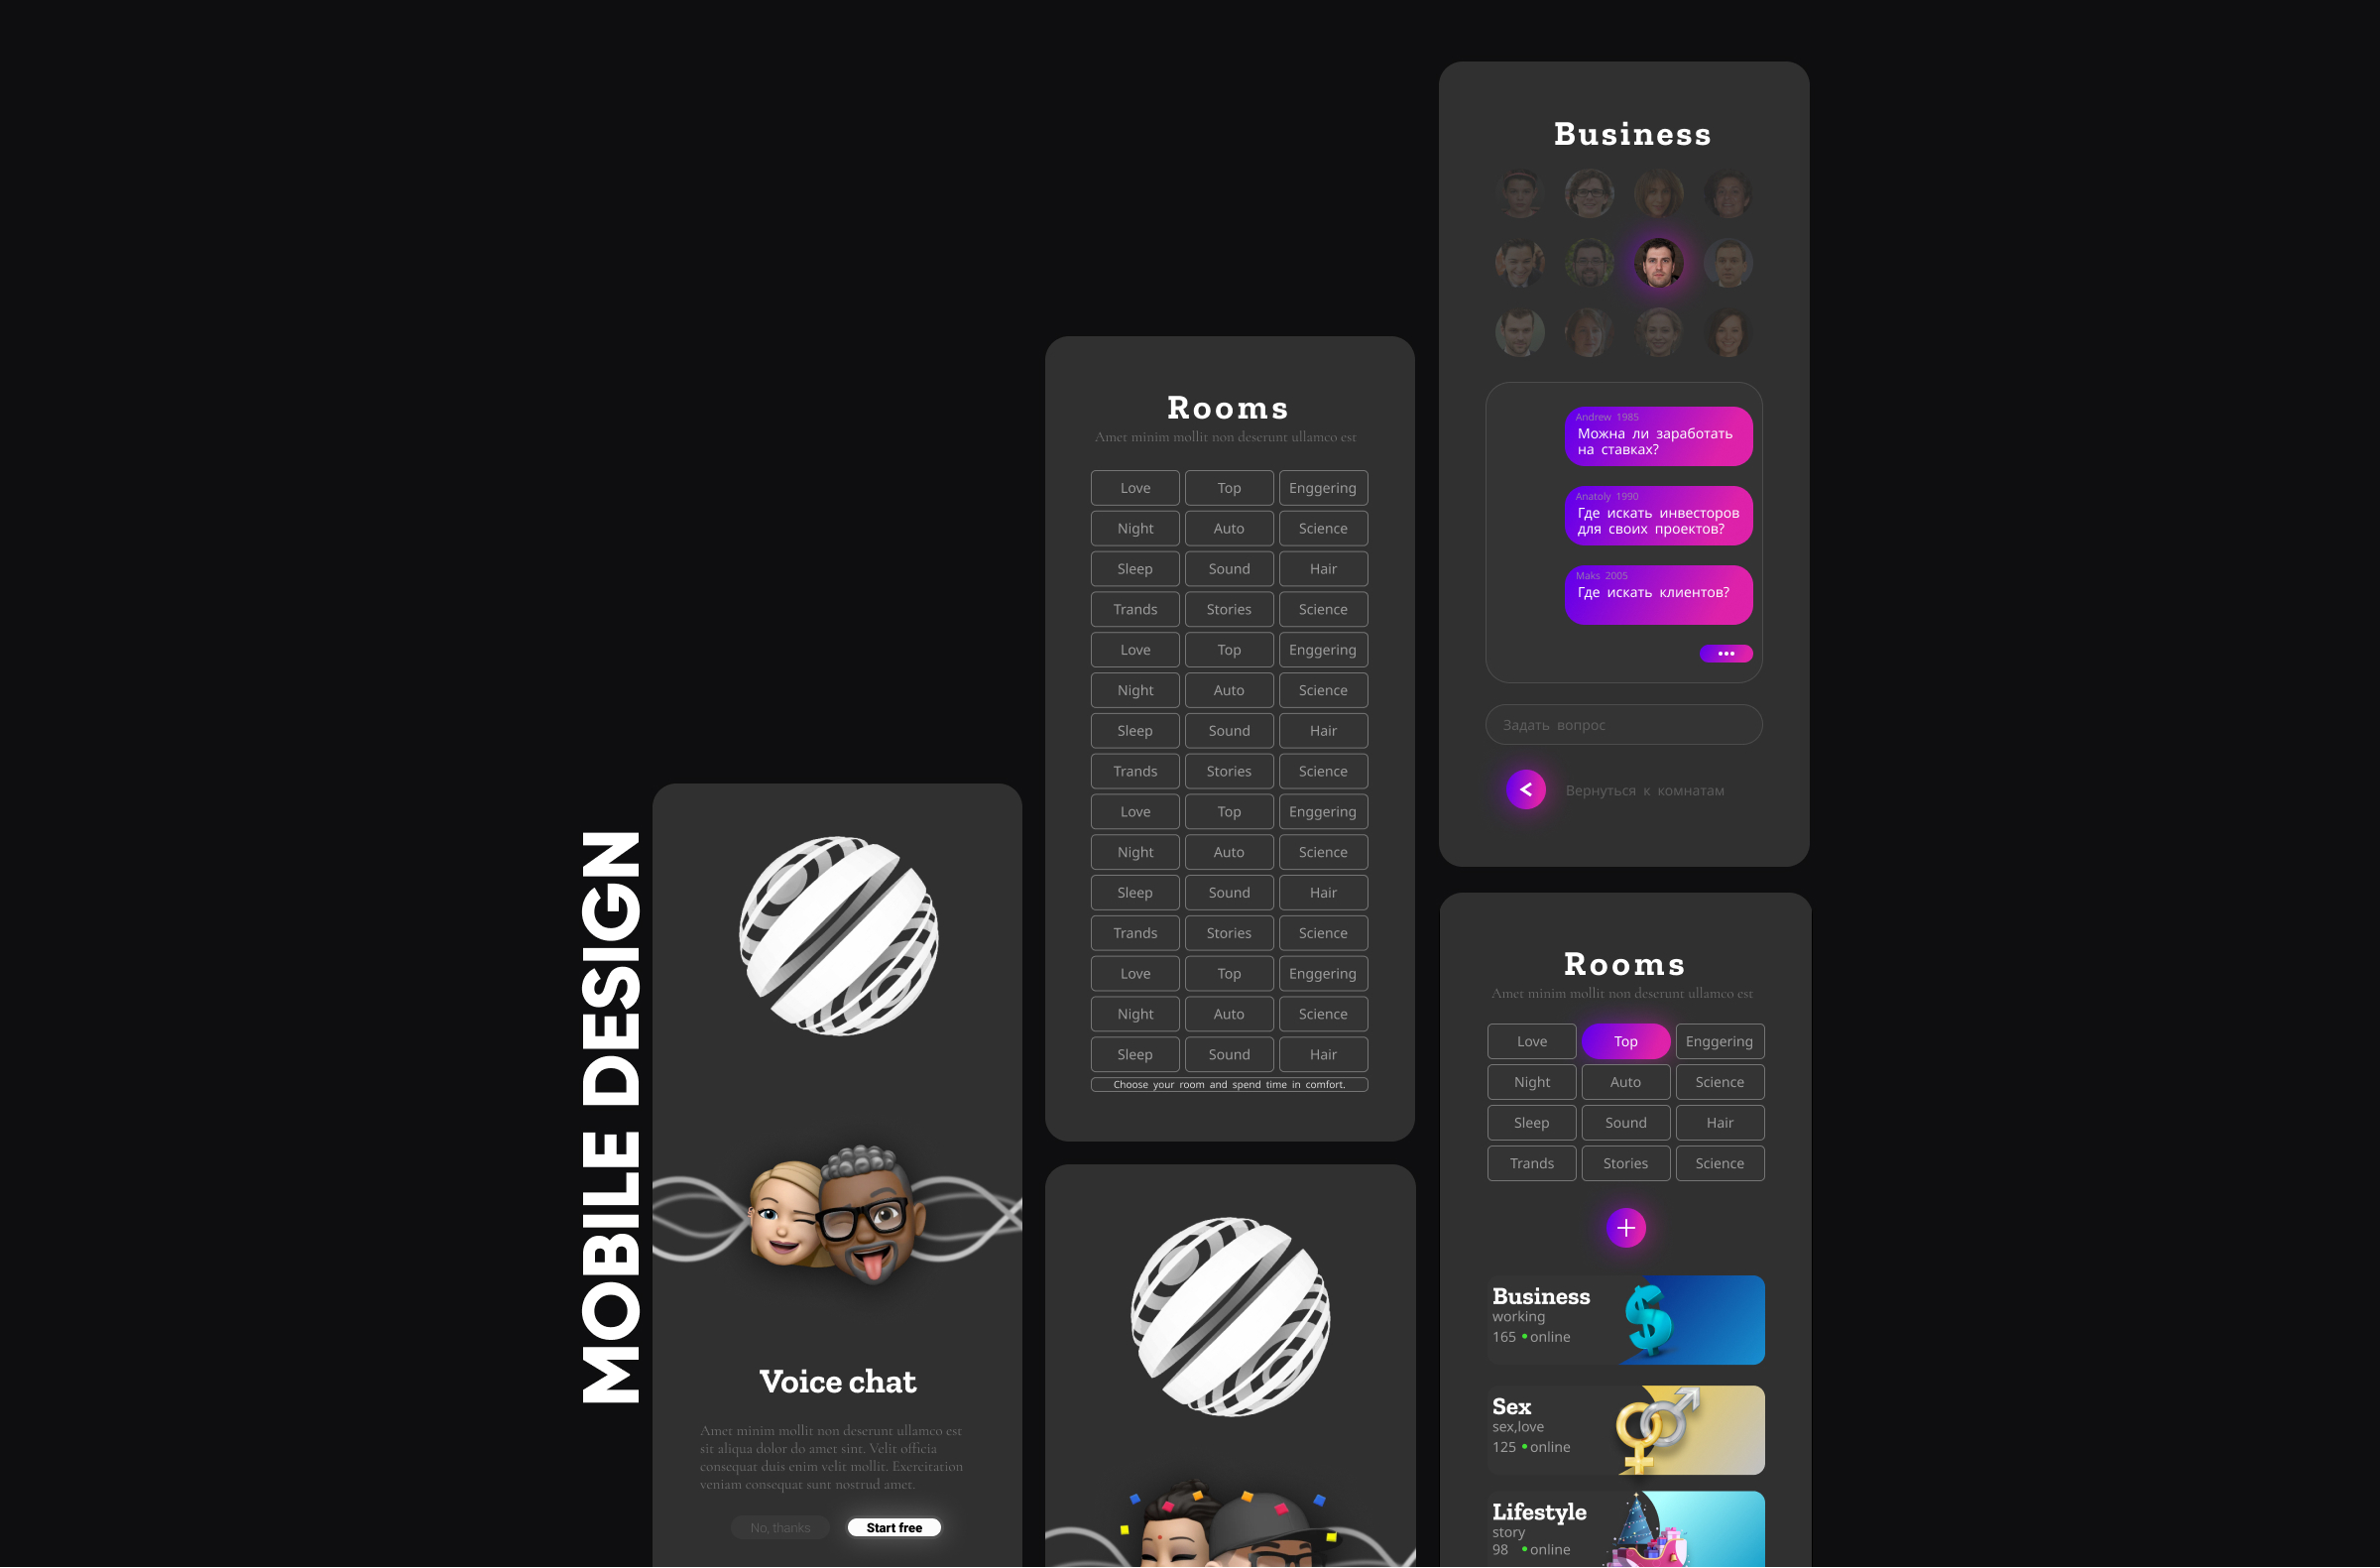 MOBILE DESIGN
Voice chat
Amet minim mollit non deserunt ullamco est
sit aliqua dolor do amet sint. Velit officia
consequat duis enim velit mollit. Exercitation
veniam consequat sunt nostrud amet.
No, thanks
Start free
Rooms
Amet minim mollit non deserunt ullamco est
Love Top Enggering
Night Auto Science
Sleep Sound Hair
Trands Stories Science
Love Top Enggering
Night Auto Science
Sleep Sound Hair
Trands Stories Science
Love Top Enggering
Night Auto Science
Sleep Sound Hair
Trands Stories Science
Love Top Enggering
Night Auto Science
Sleep Sound Hair
Choose your room and spend time in comfort.
Business
Andrew 1985
Можна ли заработать
на ставках?
Anatoly 1990
Где искать инвесторов
для своих проектов?
Maks 2005
Где искать клиентов?
Задать вопрос
Вернуться к комнатам
Rooms
Amet minim mollit non deserunt ullamco est
Love Top Enggering
Night Auto Science
Sleep Sound Hair
Trands Stories Science
Business
working
165 online
Sex
sex,love
125 online
Lifestyle
story
98 online